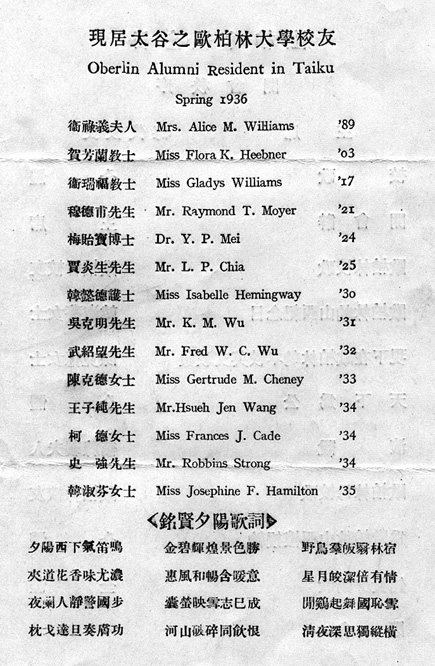 現居太谷之歐柏林大學校友
Oberlin Alumni Resident in Taiku
Spring 1936
衛祿義夫人 Mrs. Alice M. Williams '89
賀芳蘭教士 Miss Flora K. Heebner '03
衛瑞福教士 Miss Gladys Williams '17
穆德甫先生 Mr. Raymond T. Moyer '21
梅貽寶博士 Dr. Y. P. Mei '24
賈炎生先生 Mr. L. P. Chia '25
韓懿德護士 Miss Isabelle Hemingway '30
吳克明先生 Mr. K. M. Wu '31
武紹望先生 Mr. Fred W. C. Wu '32
陳克德女士 Miss Gertrude M. Cheney '33
王子純先生 Mr.Hsueh Jen Wang '34
柯 德女士 Miss Frances J. Cade '34
史 強先生 Mr. Robbins Strong '34
韓淑芬女士 Miss Josephine F. Hamilton '35
《銘賢夕陽歌詞》
夕陽西下氣笛鳴 金碧輝煌景色勝 野鳥羣皈翳林宿
夾道花香味尤濃 惠風和暢含暖意 星月皎潔倍有情
夜闌人靜警國步 囊螢映雪志已成 聞鷄起舞國恥雪
枕戈達旦奏膚功 河山破碎同飲恨 清夜深思獨縱橫